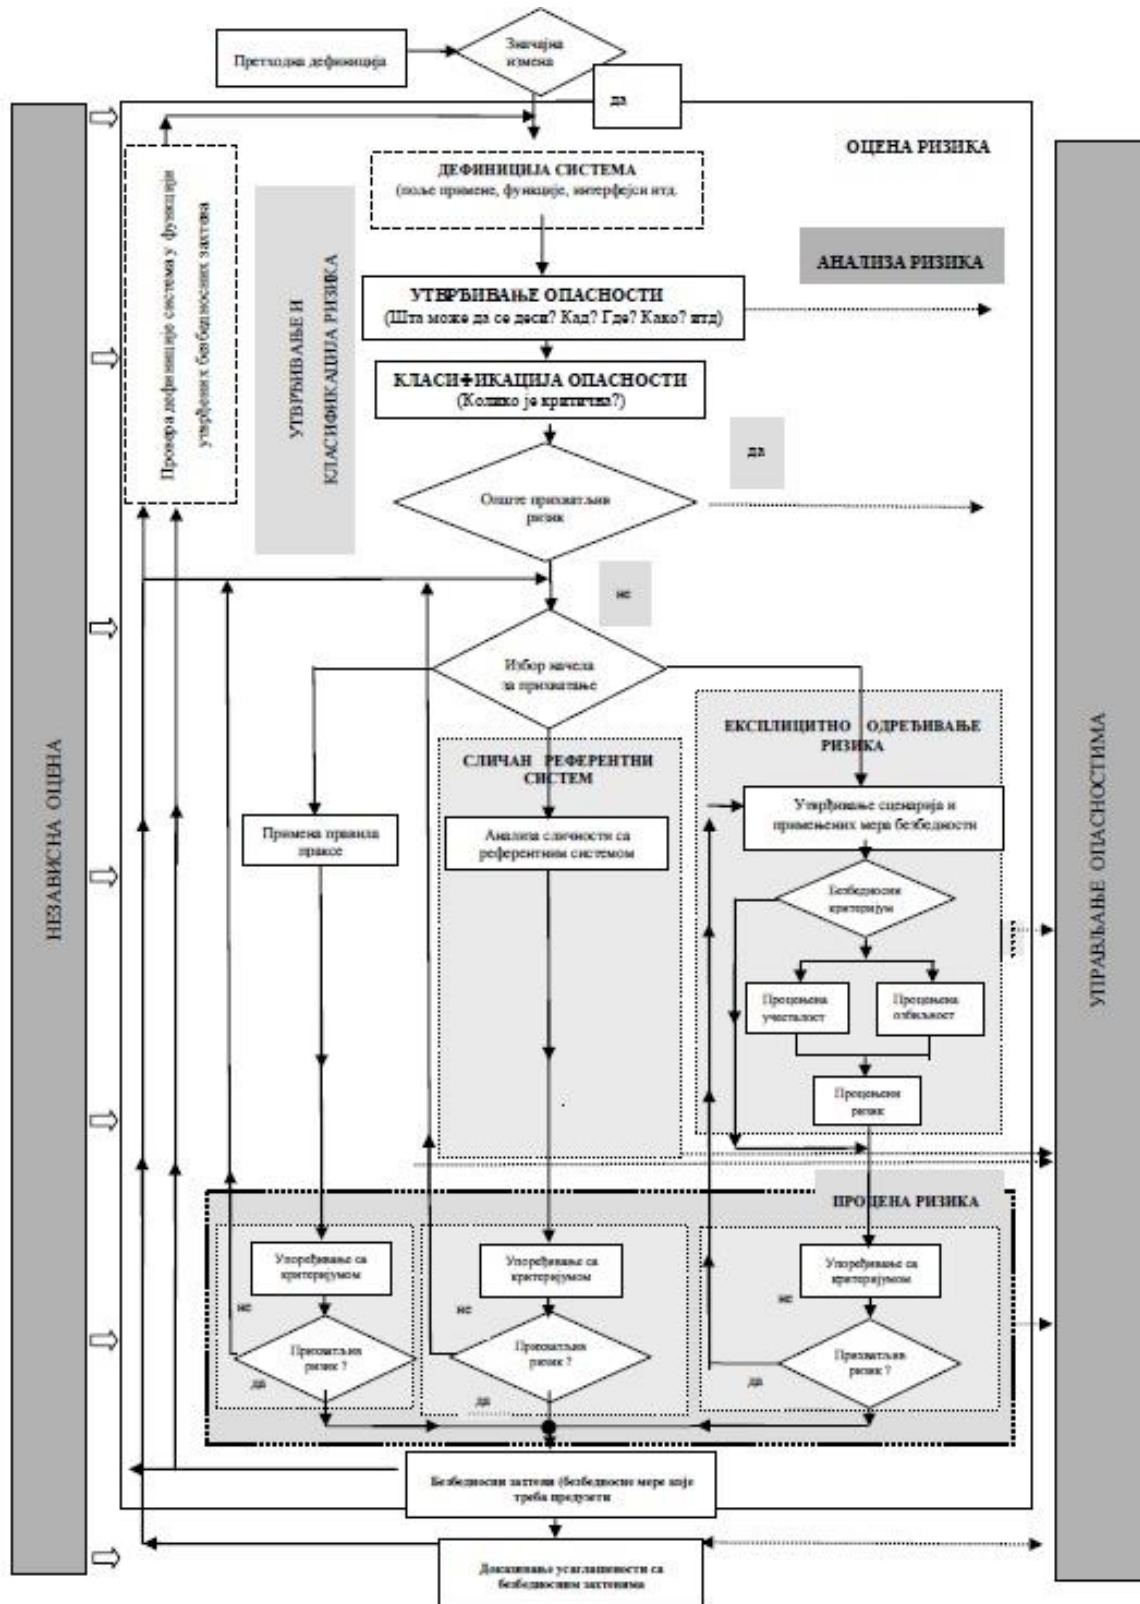 Претходна дефиниција
Значајна
измена
да
ОЦЕНА РИЗИКА
ДЕФИНИЦИЈА СИСТЕМА
(поље примене, функције, интерфејси итд.
Провера дефиниције система у функцији
утврђених безбедносних захтева
УТВРЂИВАЊЕ И
КЛАСИФИКАЦИЈА РИЗИКА
АНАЛИЗА РИЗИКА
УТВРЂИВАЊЕ ОПАСНОСТИ
(Шта може да се деси? Кад? Где? Како? итд)
КЛАСИФИКАЦИЈА ОПАСНОСТИ
(Колико је критична?)
да
Опште прихватљив
ризик
не
Избор начела
за прихватање
НЕЗАВИСНА ОЦЕНА
УПРАВЉАЊЕ ОПАСНОСТИМА
СЛИЧАН РЕФЕРЕНТНИ
СИСТЕМ
ЕКСПЛИЦИТНО ОДРЕЂИВАЊЕ
РИЗИКА
Примена правила
праксе
Анализа сличности са
референтним системом
Утврђивање сценарија и
примењених мера безбедности
Безбедносни
критеријум
Процењена
учесталост
Процењена
озбиљност
Процењени
ризик
ПРОЦЕНА РИЗИКА
Упоређивање са
критеријумом
Упоређивање са
критеријумом
Упоређивање са
критеријумом
не
не
не
Прихватљив
ризик ?
Прихватљив
ризик ?
Прихватљив
ризик ?
да
да
да
Безбедносни захтеви (безбедносне мере које
треба предузети
Доказивање усаглашености са
безбедносним захтевима